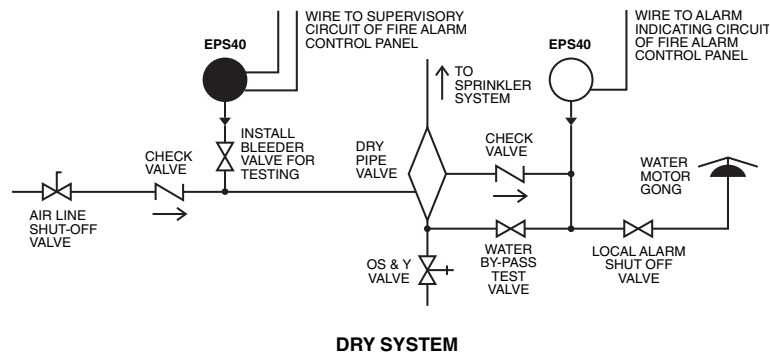 WIRE TO SUPERVISORY
CIRCUIT OF FIRE ALARM
CONTROL PANEL
EPS40
WIRE TO ALARM
INDICATING CIRCUIT
OF FIRE ALARM
CONTROL PANEL
EPS40
TO
SPRINKLER
SYSTEM
INSTALL
BLEEDER
VALVE FOR
TESTING
CHECK
VALVE
DRY
PIPE
VALVE
CHECK
VALVE
WATER
MOTOR
GONG
AIR LINE
SHUT-OFF
VALVE
OS & Y
VALVE
WATER
BY-PASS
TEST
VALVE
LOCAL ALARM
SHUT OFF
VALVE
DRY SYSTEM